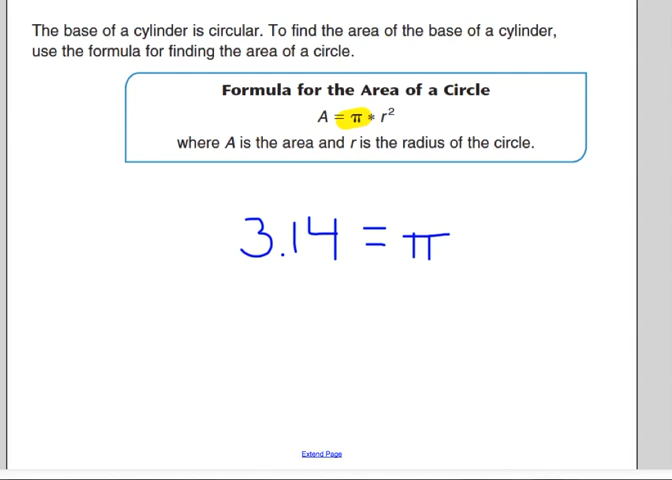 The base of a cylinder is circular. To find the area of the base of a cylinder,
use the formula for finding the area of a circle.
Formula for the Area of a Circle
A = π * r²
where A is the area and r is the radius of the circle.
3.14 = π
Extend Page